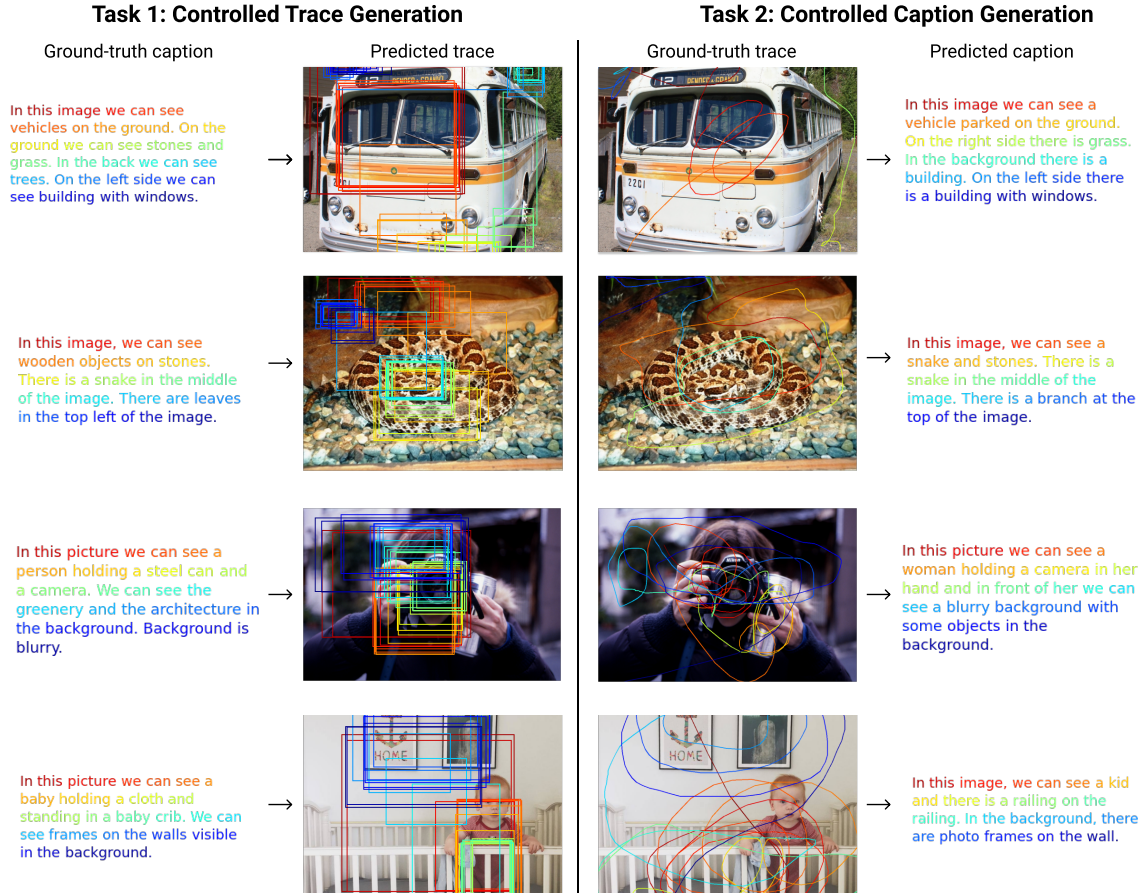 Task 1: Controlled Trace Generation
Task 2: Controlled Caption Generation
Ground-truth caption
Predicted trace
Ground-truth trace
Predicted caption
In this image we can see
vehicles on the ground. On the
ground we can see stones and
grass. In the back we can see
trees. On the left side we can
see building with windows.
12
2201
12
2201
In this image we can see a
vehicle parked on the ground.
On the right side there is grass.
In the background there is a
building. On the left side there
is a building with windows.
In this image, we can see
wooden objects on stones.
There is a snake in the middle
of the image. There are leaves
in the top left of the image.
In this image, we can see a
snake and stones. There is a
snake in the middle of the
image. There is a branch at the
top of the image.
In this picture we can see a
person holding a steel can and
a camera. We can see the
greenery and the architecture in
the background. Background is
blurry.
In this picture we can see a
woman holding a camera in her
hand and in front of her we can
see a blurry background with
some objects in the
background.
In this picture we can see a
baby holding a cloth and
standing in a baby crib. We can
see frames on the walls visible
in the background.
HOME
HOME
In this image, we can see a kid
and there is a railing on the
railing. In the background, there
are photo frames on the wall.